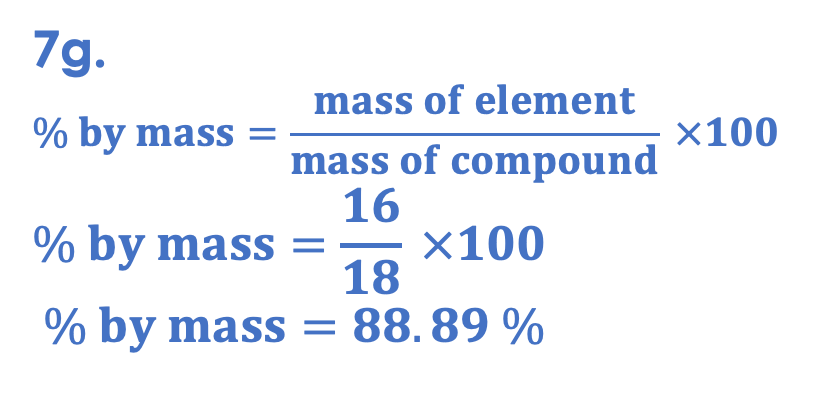 7g.
% by mass = mass of element / mass of compound ×100
% by mass = 16 / 18 ×100
% by mass = 88.89 %